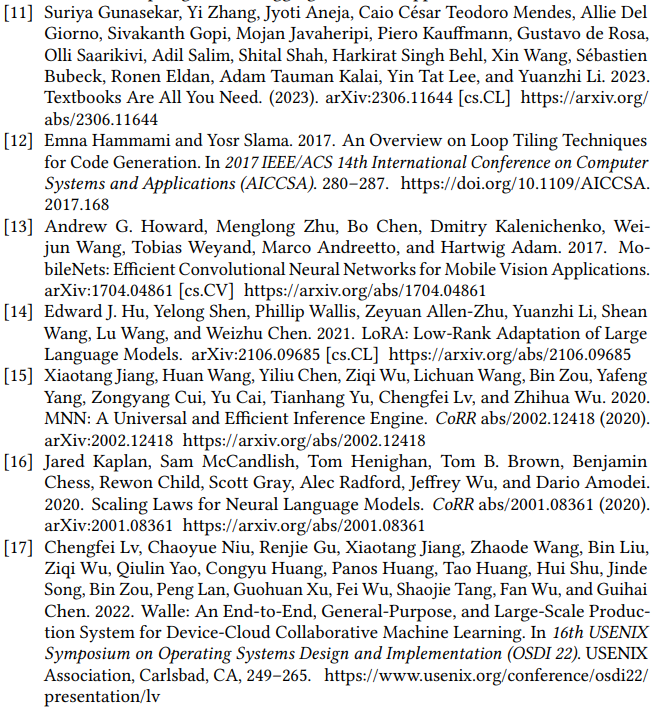 [11] Suriya Gunasekar, Yi Zhang, Jyoti Aneja, Caio César Teodoro Mendes, Allie Del
Giorno, Sivakanth Gopi, Mojan Javaheripi, Piero Kauffmann, Gustavo de Rosa,
Olli Saarikivi, Adil Salim, Shital Shah, Harkirat Singh Behl, Xin Wang, Sébastien
Bubeck, Ronen Eldan, Adam Tauman Kalai, Yin Tat Lee, and Yuanzhi Li. 2023.
Textbooks Are All You Need. (2023). arXiv:2306.11644 [cs.CL] https://arxiv.org/
abs/2306.11644
[12] Emna Hammami and Yosr Slama. 2017. An Overview on Loop Tiling Techniques
for Code Generation. In 2017 IEEE/ACS 14th International Conference on Computer
Systems and Applications (AICCSA). 280–287. https://doi.org/10.1109/AICCSA.
2017.168
[13] Andrew G. Howard, Menglong Zhu, Bo Chen, Dmitry Kalenichenko, Wei-
jun Wang, Tobias Weyand, Marco Andreetto, and Hartwig Adam. 2017. Mo-
bileNets: Efficient Convolutional Neural Networks for Mobile Vision Applications.
arXiv:1704.04861 [cs.CV] https://arxiv.org/abs/1704.04861
[14] Edward J. Hu, Yelong Shen, Phillip Wallis, Zeyuan Allen-Zhu, Yuanzhi Li, Shean
Wang, Lu Wang, and Weizhu Chen. 2021. LoRA: Low-Rank Adaptation of Large
Language Models. arXiv:2106.09685 [cs.CL] https://arxiv.org/abs/2106.09685
[15] Xiaotang Jiang, Huan Wang, Yiliu Chen, Ziqi Wu, Lichuan Wang, Bin Zou, Yafeng
Yang, Zongyang Cui, Yu Cai, Tianhang Yu, Chengfei Lv, and Zhihua Wu. 2020.
MNN: A Universal and Efficient Inference Engine. CoRR abs/2002.12418 (2020).
arXiv:2002.12418 https://arxiv.org/abs/2002.12418
[16] Jared Kaplan, Sam McCandlish, Tom Henighan, Tom B. Brown, Benjamin
Chess, Rewon Child, Scott Gray, Alec Radford, Jeffrey Wu, and Dario Amodei.
2020. Scaling Laws for Neural Language Models. CoRR abs/2001.08361 (2020).
arXiv:2001.08361 https://arxiv.org/abs/2001.08361
[17] Chengfei Lv, Chaoyue Niu, Renjie Gu, Xiaotang Jiang, Zhaode Wang, Bin Liu,
Ziqi Wu, Qiulin Yao, Congyu Huang, Panos Huang, Tao Huang, Hui Shu, Jinde
Song, Bin Zou, Peng Lan, Guohuan Xu, Fei Wu, Shaojie Tang, Fan Wu, and Guihai
Chen. 2022. Walle: An End-to-End, General-Purpose, and Large-Scale Produc-
tion System for Device-Cloud Collaborative Machine Learning. In 16th USENIX
Symposium on Operating Systems Design and Implementation (OSDI 22). USENIX
Association, Carlsbad, CA, 249–265. https://www.usenix.org/conference/osdi22/
presentation/lv